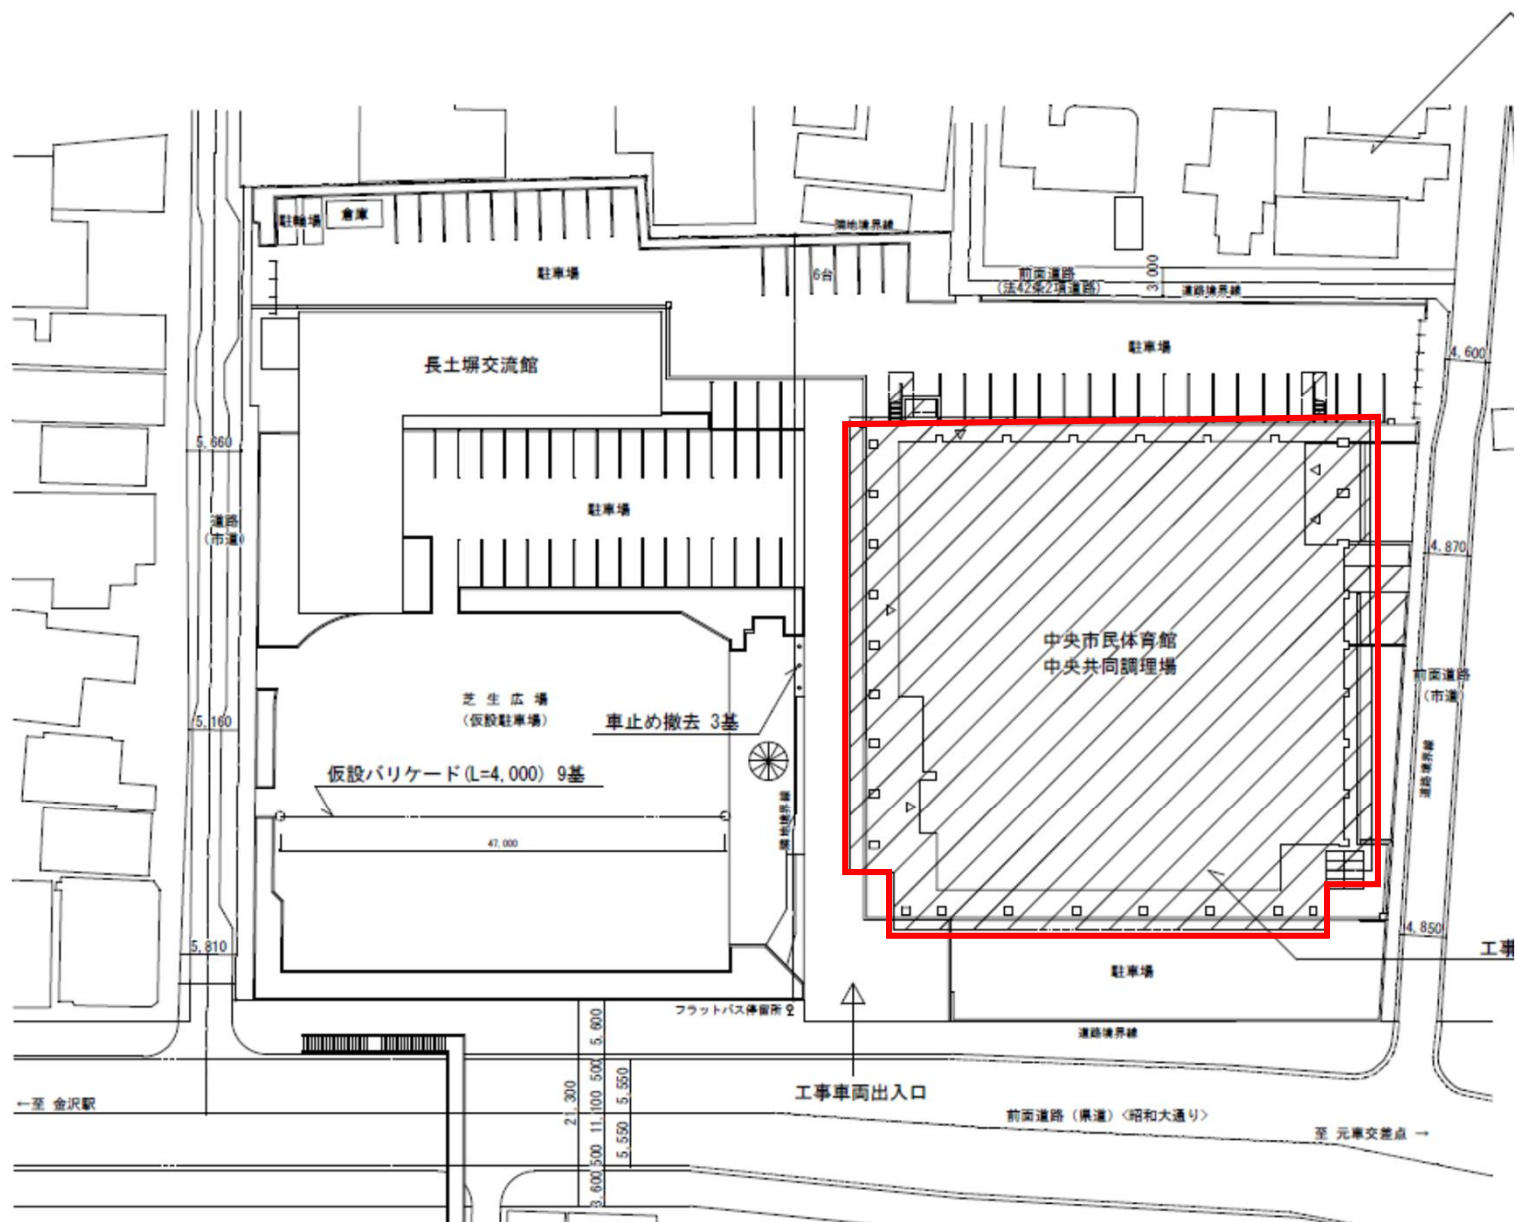 駐輪場
倉庫
隣地境界線
駐車場
6台
前面道路
(法42条2項道路)
3,000
道路境界線
長土塀交流館
駐車場
4,600
5,660
駐車場
道路
(市道)
4,870
中央市民体育館
中央共同調理場
前面道路
(市道)
芝生広場
(仮設駐車場)
車止め撤去 3基
5,160
仮設バリケード(L=4,000) 9基
道路境界線
隣地境界線
47,000
5,810
4,850
工事
駐車場
フラットバス停留所
道路境界線
5,600
500
11,100
500
3,600
21,300
5,550
5,550
工事車両出入口
←至 金沢駅
前面道路(県道)<昭和大通り>
至 元車交差点 →